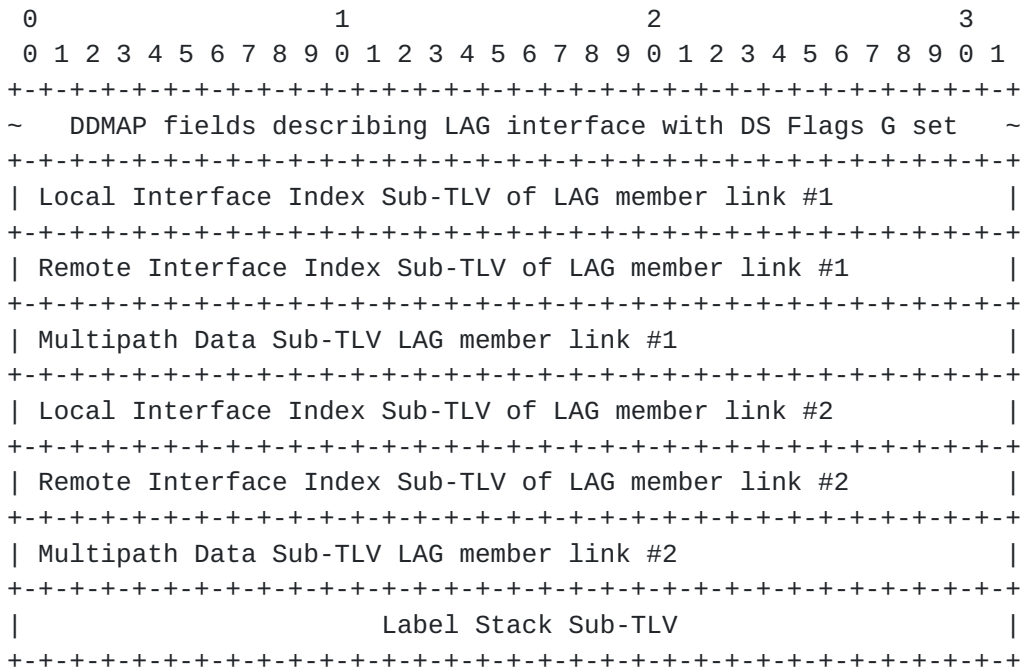 0                   1                   2                   3
 0 1 2 3 4 5 6 7 8 9 0 1 2 3 4 5 6 7 8 9 0 1 2 3 4 5 6 7 8 9 0 1
+-+-+-+-+-+-+-+-+-+-+-+-+-+-+-+-+-+-+-+-+-+-+-+-+-+-+-+-+-+-+-+-+
~   DDMAP fields describing LAG interface with DS Flags G set   ~
+-+-+-+-+-+-+-+-+-+-+-+-+-+-+-+-+-+-+-+-+-+-+-+-+-+-+-+-+-+-+-+-+
| Local Interface Index Sub-TLV of LAG member link #1           |
+-+-+-+-+-+-+-+-+-+-+-+-+-+-+-+-+-+-+-+-+-+-+-+-+-+-+-+-+-+-+-+-+
| Remote Interface Index Sub-TLV of LAG member link #1          |
+-+-+-+-+-+-+-+-+-+-+-+-+-+-+-+-+-+-+-+-+-+-+-+-+-+-+-+-+-+-+-+-+
| Multipath Data Sub-TLV LAG member link #1                     |
+-+-+-+-+-+-+-+-+-+-+-+-+-+-+-+-+-+-+-+-+-+-+-+-+-+-+-+-+-+-+-+-+
| Local Interface Index Sub-TLV of LAG member link #2           |
+-+-+-+-+-+-+-+-+-+-+-+-+-+-+-+-+-+-+-+-+-+-+-+-+-+-+-+-+-+-+-+-+
| Remote Interface Index Sub-TLV of LAG member link #2          |
+-+-+-+-+-+-+-+-+-+-+-+-+-+-+-+-+-+-+-+-+-+-+-+-+-+-+-+-+-+-+-+-+
| Multipath Data Sub-TLV LAG member link #2                     |
+-+-+-+-+-+-+-+-+-+-+-+-+-+-+-+-+-+-+-+-+-+-+-+-+-+-+-+-+-+-+-+-+
|                       Label Stack Sub-TLV                     |
+-+-+-+-+-+-+-+-+-+-+-+-+-+-+-+-+-+-+-+-+-+-+-+-+-+-+-+-+-+-+-+-+